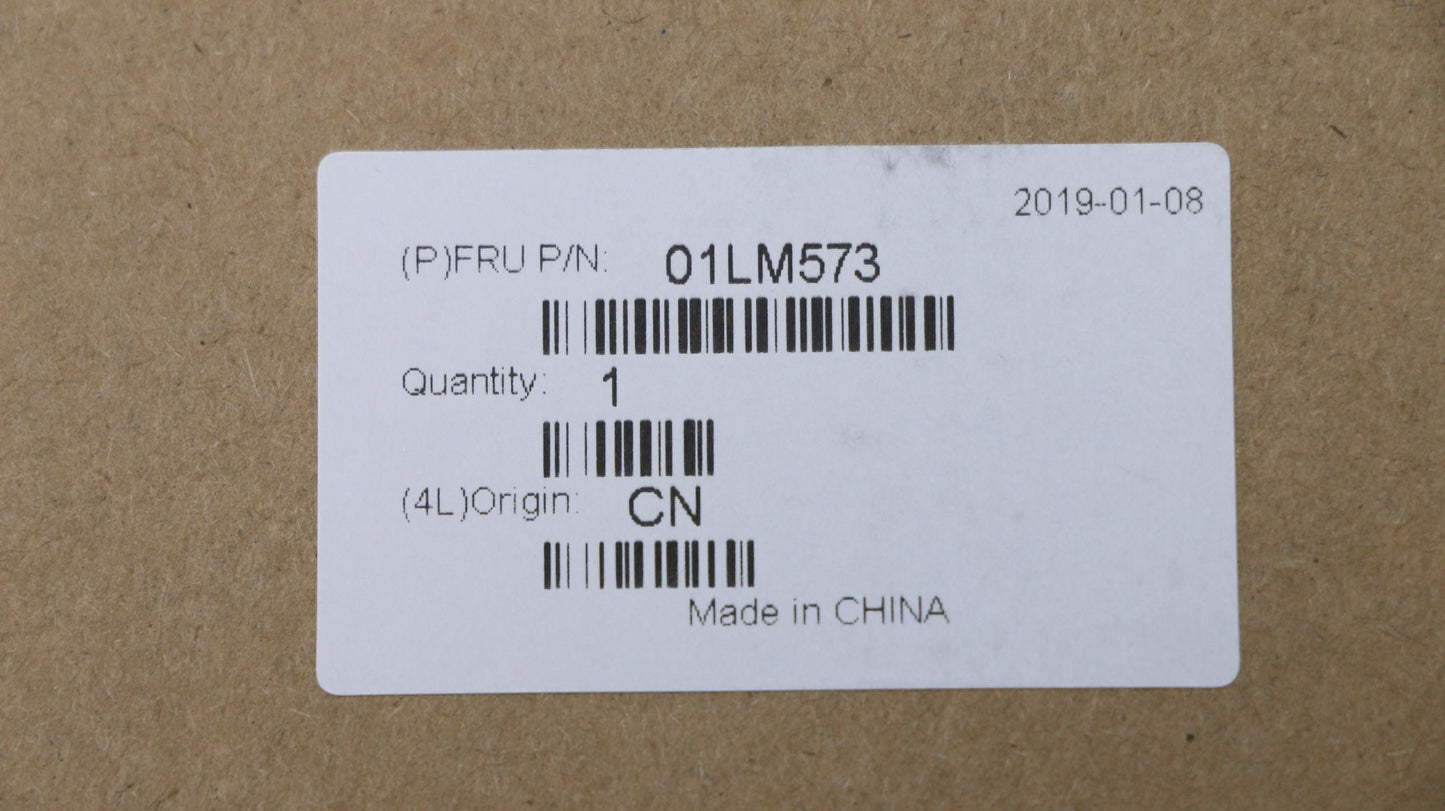 2019-01-08
(P)FRU P/N: 01LM573
Quantity: 1
(4L)Origin: CN
Made in CHINA